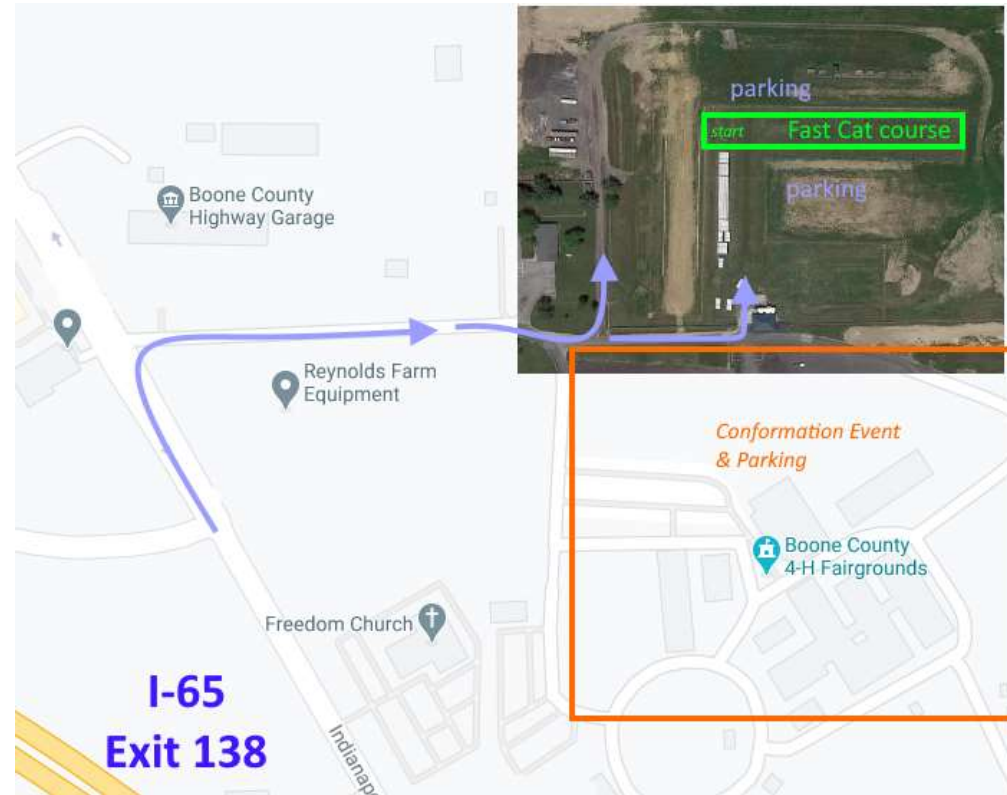 parking
start Fast Cat course
parking
Boone County
Highway Garage
Reynolds Farm
Equipment
Conformation Event
& Parking
Boone County
4-H Fairgrounds
Freedom Church
I-65
Exit 138
Indianap